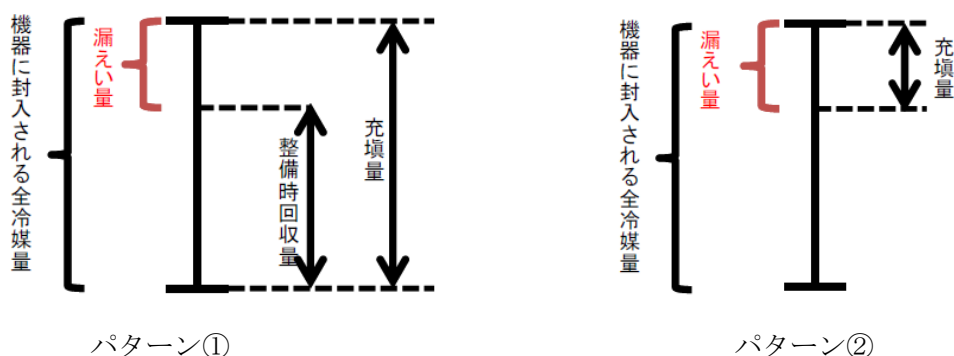 機器に封入される全冷媒量
漏えい量
整備時回収量
充塡量
パターン①
機器に封入される全冷媒量
漏えい量
充塡量
パターン②